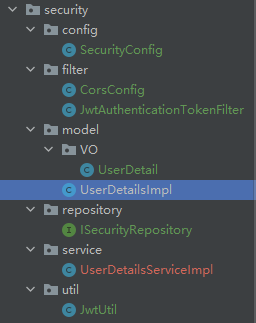 security
config
SecurityConfig
filter
CorsConfig
JwtAuthenticationTokenFilter
model
VO
UserDetail
UserDetailsImpl
repository
ISecurityRepository
service
UserDetailsServiceImpl
util
JwtUtil